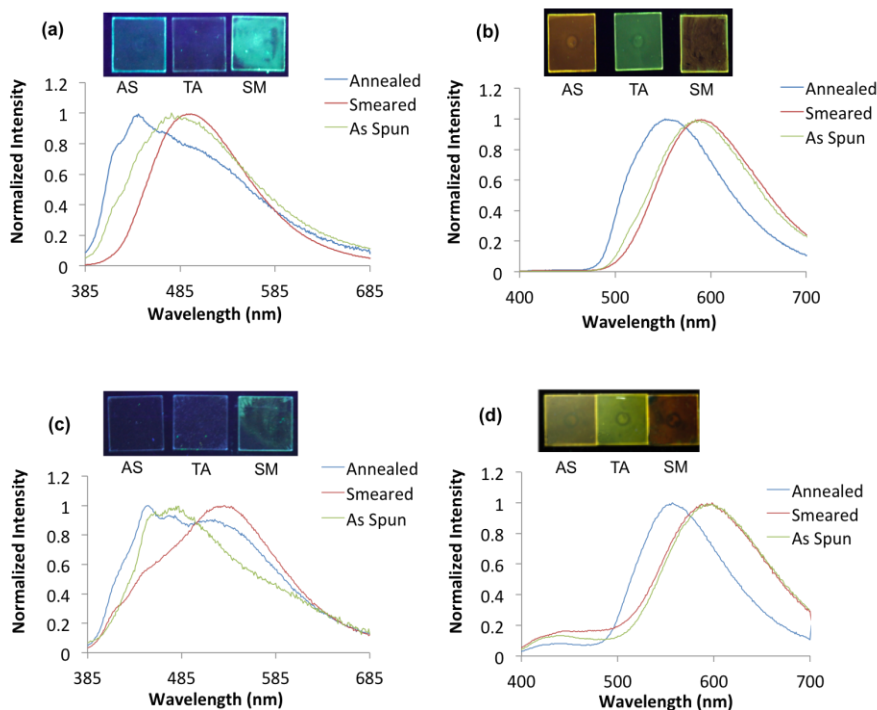 (a)
AS TA SM
Annealed
Smeared
As Spun
Normalized Intensity
1.2
1
0.8
0.6
0.4
0.2
0
385 485 585 685
Wavelength (nm)
(b)
AS TA SM
Annealed
Smeared
As Spun
Normalized Intensity
1.2
1
0.8
0.6
0.4
0.2
0
400 500 600 700
Wavelength (nm)
(c)
AS TA SM
Annealed
Smeared
As Spun
Normalized Intensity
1.2
1
0.8
0.6
0.4
0.2
0
385 485 585 685
Wavelength (nm)
(d)
AS TA SM
Annealed
Smeared
As Spun
Normalized Intensity
1.2
1
0.8
0.6
0.4
0.2
0
400 500 600 700
Wavelength (nm)